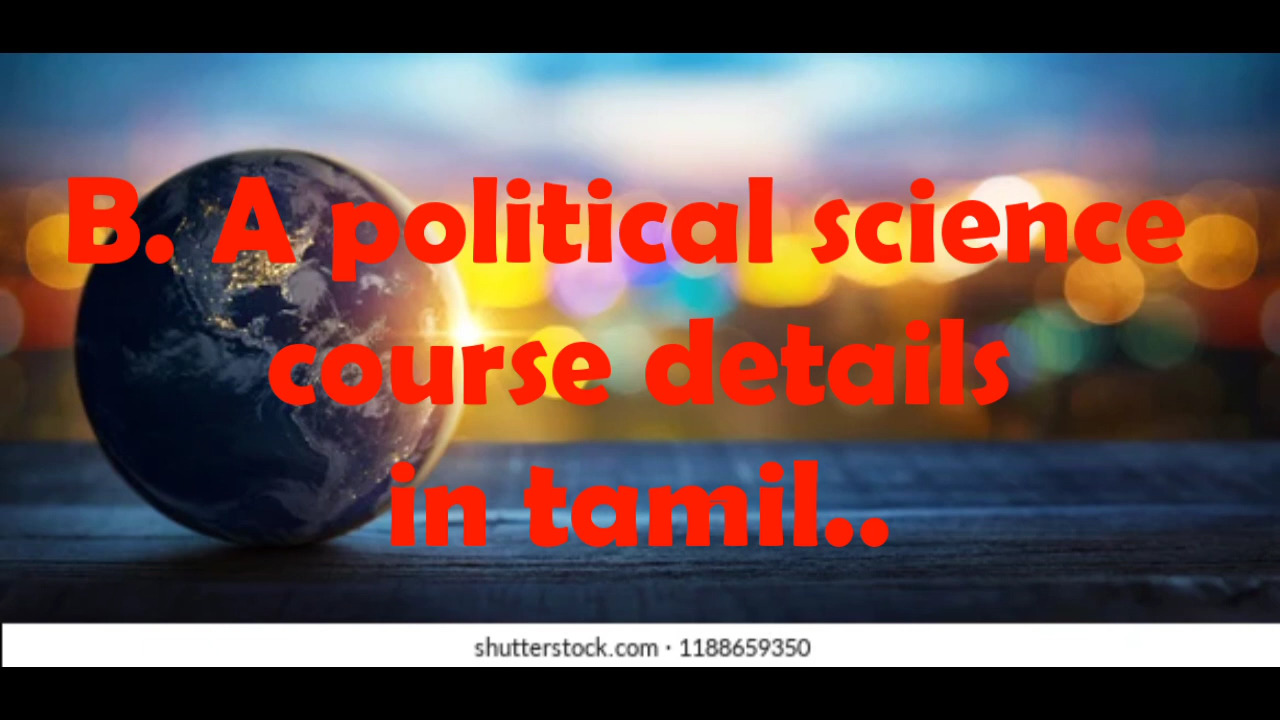 B. A political science
course details
in tamil..
shutterstock.com · 1188659350